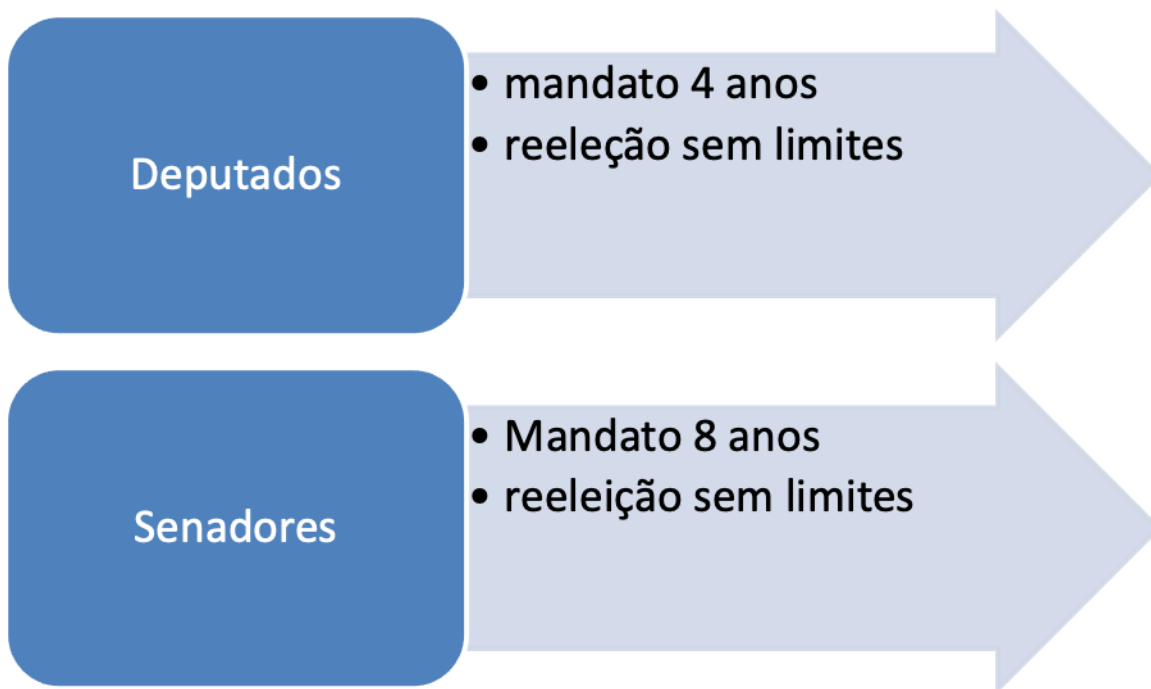 Deputados
• mandato 4 anos
• reeleção sem limites
Senadores
• Mandato 8 anos
• reeleição sem limites